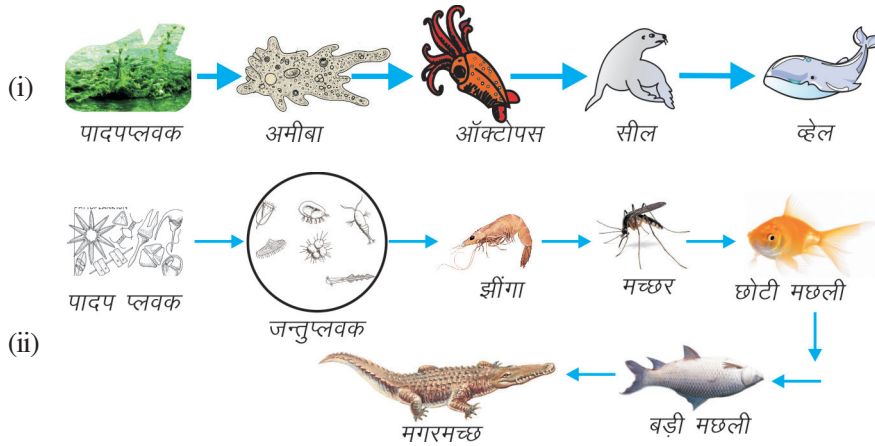 (i)
पादपप्लवक अमीबा ऑक्टोपस सील व्हेल
पादप प्लवक जन्तुप्लवक झींगा मच्छर छोटी मछली
(ii)
मगरमच्छ बड़ी मछली